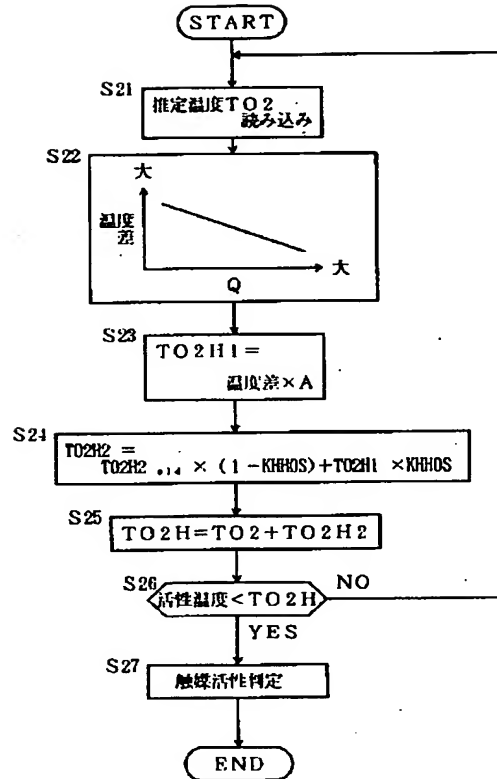 START
S21
推定温度TO2
読み込み
S22
大
温度
差
大
Q
S23
TO2H1=
温度差×A
S24
TO2H2 =
TO2H2 old × (1-KHHOS)+TO2H1 ×KHHOS
S25
TO2H=TO2+TO2H2
S26
活性温度<TO2H
NO
YES
S27
触媒活性判定
END